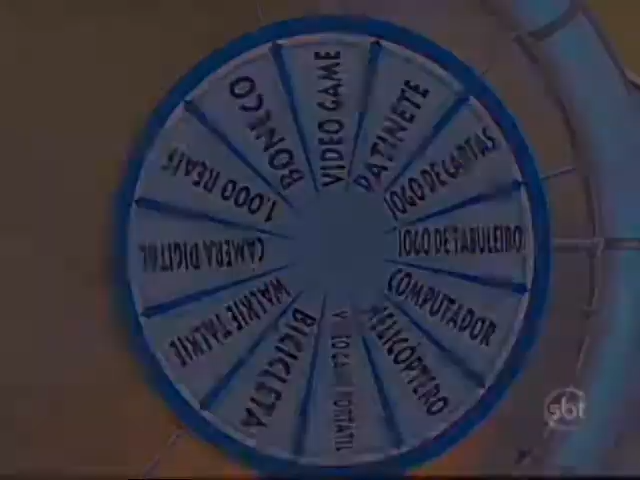 VIDEO GAME
PATINETE
JOGO DE CARTAS
JOGO DE TABULEIRO
COMPUTADOR
HELICÓPTERO
PORTÁTIL
BICICLETA
WALKIE TALKIE
CÂMERA DIGITAL
1.000 REAIS
BONECO
sbt